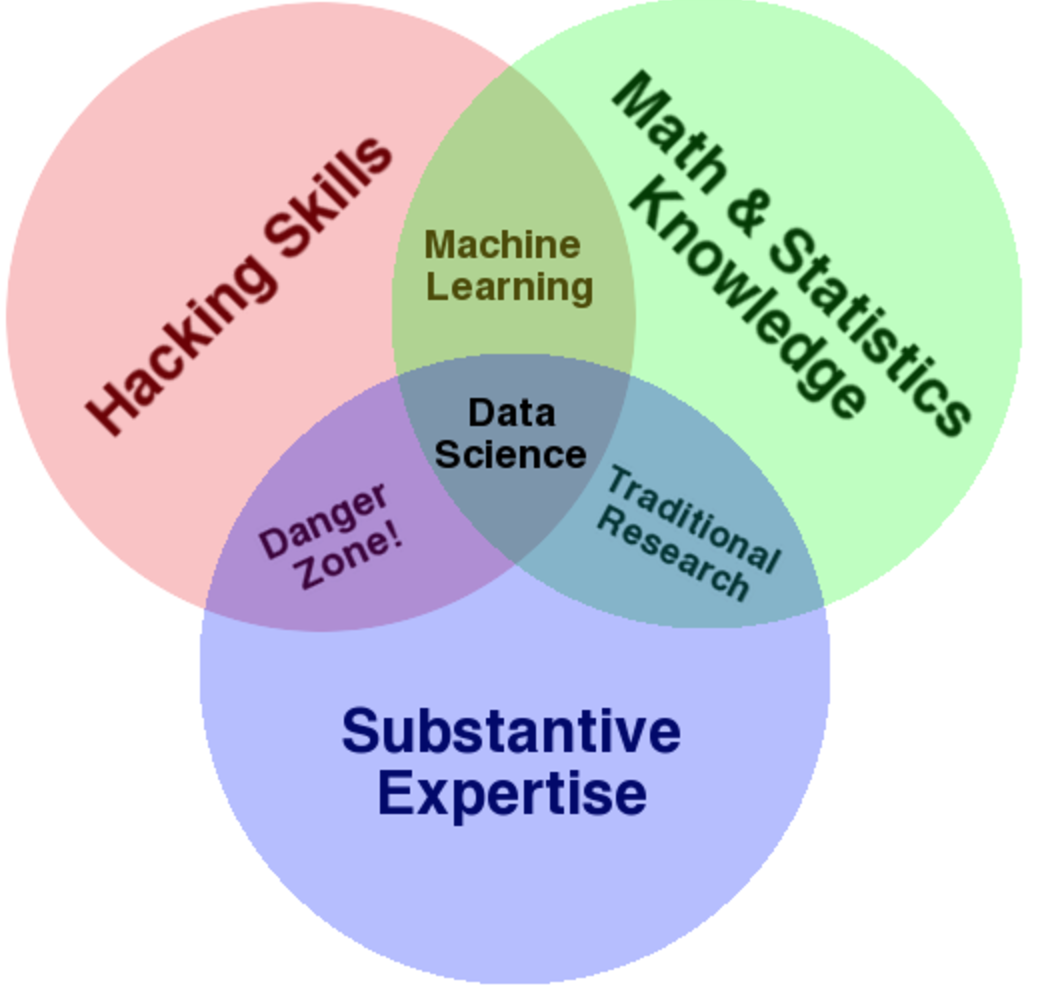 Hacking Skills
Math & Statistics
Knowledge
Machine
Learning
Data
Science
Danger
Zone!
Traditional
Research
Substantive
Expertise